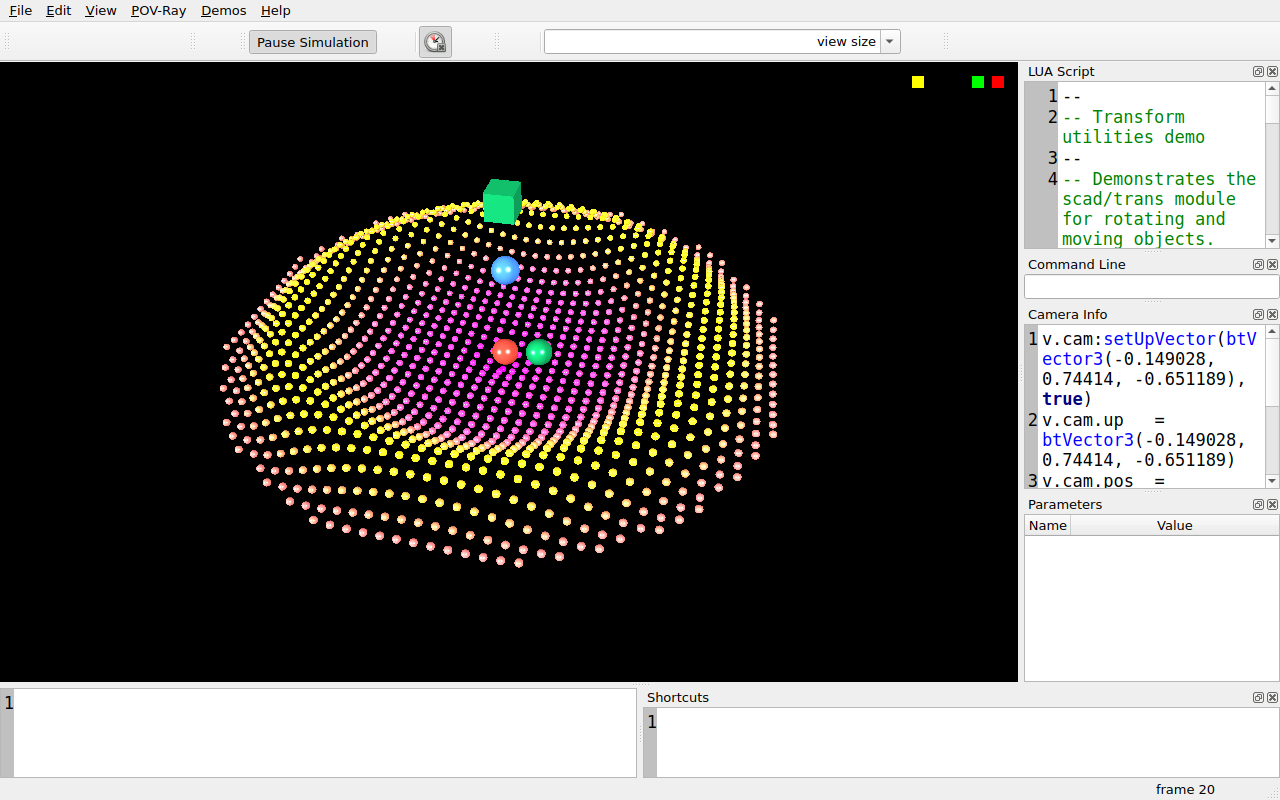 File Edit View POV-Ray Demos Help
Pause Simulation
view size
LUA Script
1 --
2 -- Transform
utilities demo
3 --
4 -- Demonstrates the
scad/trans module
for rotating and
moving objects.
Command Line
Camera Info
1 v.cam:setUpVector(btV
ector3(-0.149028,
0.74414, -0.651189),
true)
2 v.cam.up   =
btVector3(-0.149028,
0.74414, -0.651189)
3 v.cam.pos  =
Parameters
Name Value
1
Shortcuts
1
frame 20